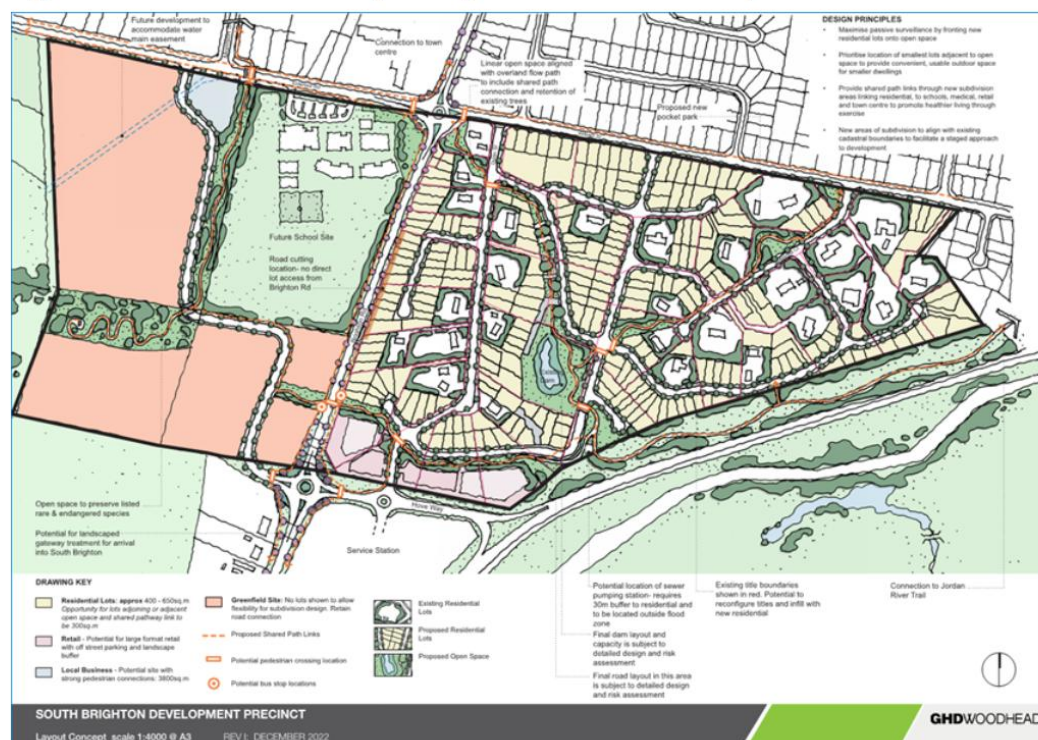 Future development to
accommodate water
main easement
Connection to town
centre
Linear open space aligned
with overland flow path
to include shared path
connection and retention of
existing trees
Proposed new
pocket park
DESIGN PRINCIPLES
• Maximise passive surveillance by fronting new
residential lots onto open space
• Prioritise location of smallest lots adjacent to open
space to provide convenient, usable outdoor space
for smaller dwellings
• Provide shared path links through new subdivision
areas linking residential, to schools, medical, retail
and town centre to promote healthier living through
exercise
• New areas of subdivision to align with existing
cadastral boundaries to facilitate a staged approach
to development
Future School Site
Road cutting
location- no direct
lot access from
Brighton Rd
Dam
Open space to preserve listed
rare & endangered species
Potential for landscaped
gateway treatment for arrival
into South Brighton
Hove Way
Service Station
DRAWING KEY
Residential Lots: approx 400 - 650sq.m
Opportunity for lots adjoining or adjacent
open space and shared pathway link to
be 300sq.m
Retail - Potential for large format retail
with off street parking and landscape
buffer
Local Business - Potential site with
strong pedestrian connections: 3800sq.m
Greenfield Site: No lots shown to allow
flexibility for subdivision design. Retain
road connection
Proposed Shared Path Links
Potential pedestrian crossing location
Potential bus stop locations
Existing Residential
Lots
Proposed Residential
Lots
Proposed Open Space
Potential location of sewer
pumping station- requires
30m buffer to residential and
to be located outside flood
zone
Final dam layout and
capacity is subject to
detailed design and risk
assessment
Final road layout in this area
is subject to detailed design
and risk assessment
Existing title boundaries
shown in red. Potential to
reconfigure titles and infill with
new residential
Connection to Jordan
River Trail
SOUTH BRIGHTON DEVELOPMENT PRECINCT
Layout Concept scale 1:4000 @ A3 REV I: DECEMBER 2022
GHDWOODHEAD